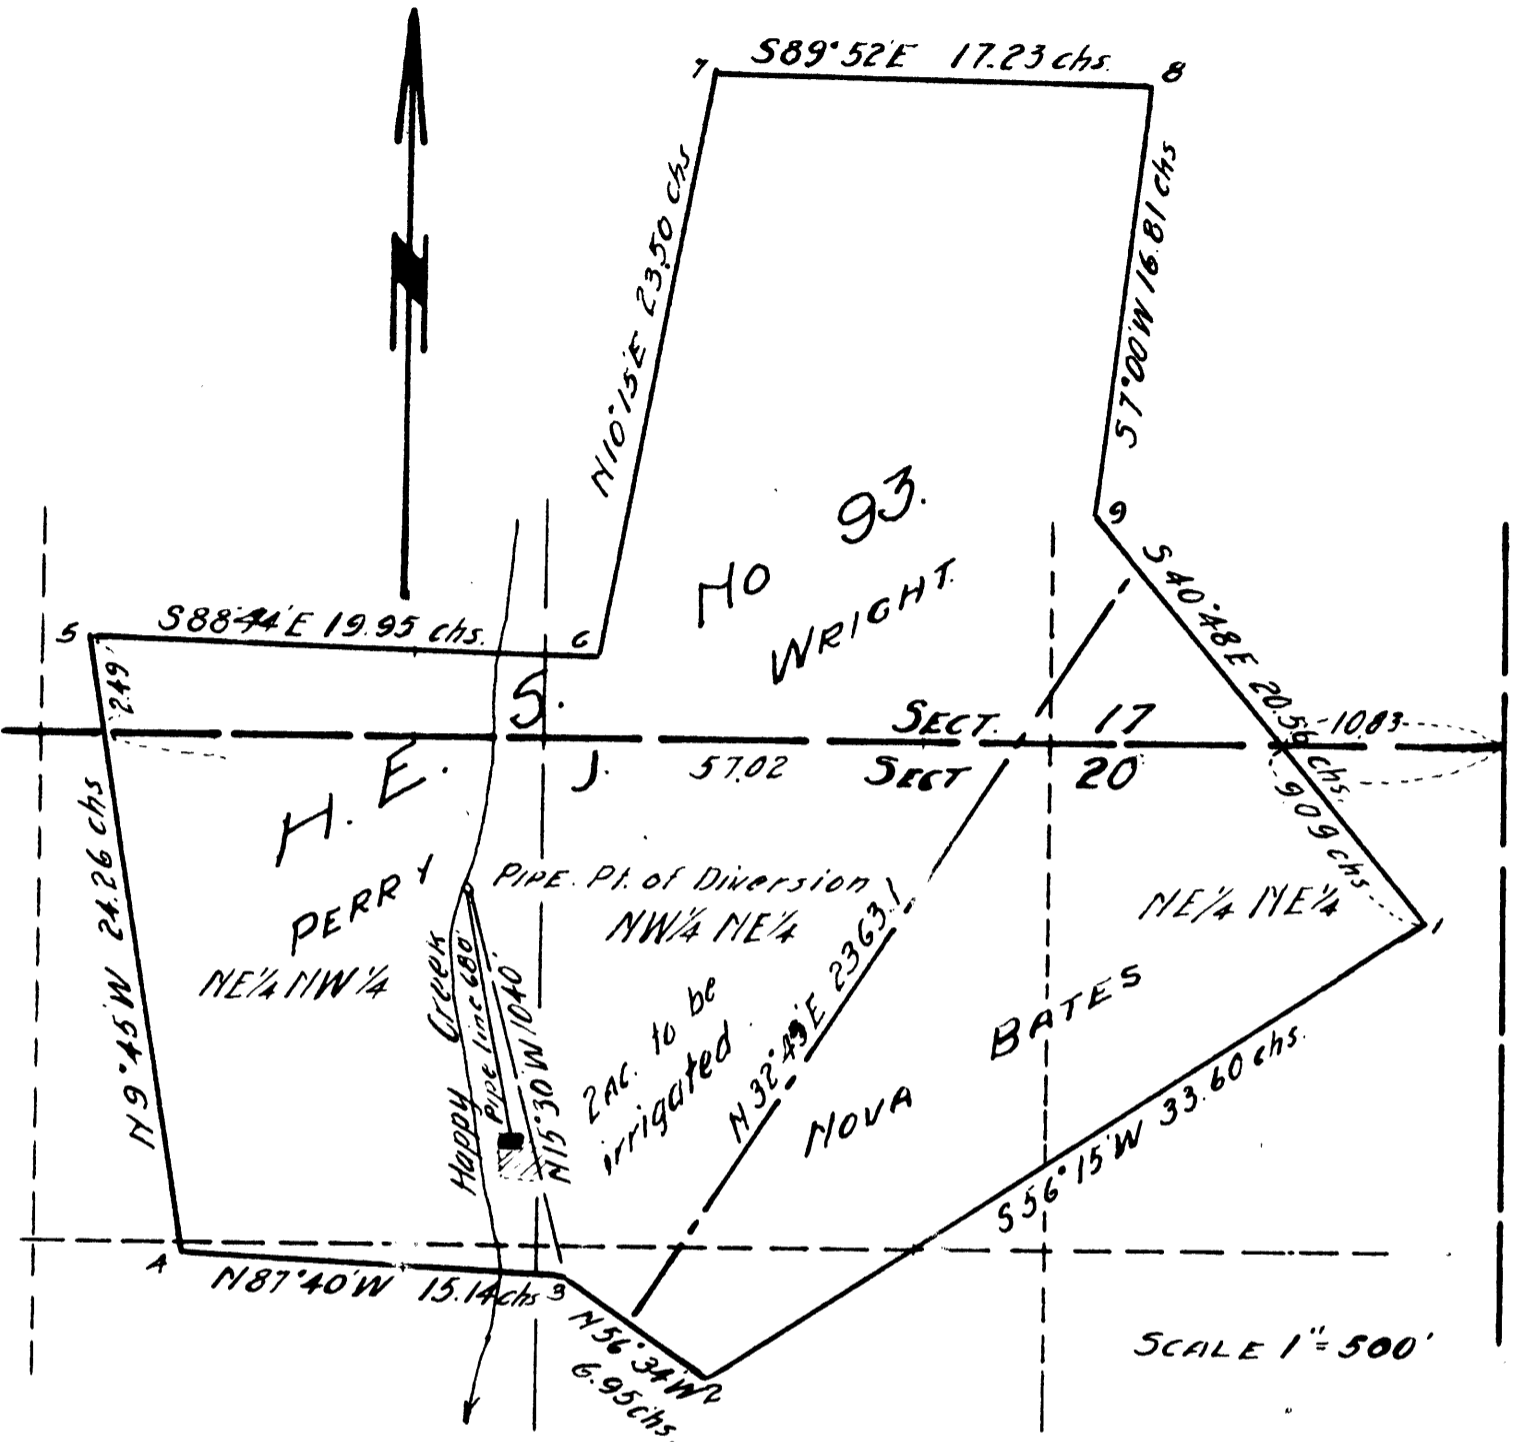 S89°52'E 17.23 chs.
7
8
N
N10°15'E 23.50 chs
S7°00'W 16.81 chs
9
No 93.
WRIGHT.
S40°48'E 20.56 chs.
5
S88°44'E 19.95 chs.
6
2.49
S.
SECT. 17
10.83
H. E.
J.
57.02
SECT 20
9.09 chs
N9°45'W 24.26 chs
PERRY
PIPE. Pt. of Diversion
NW¼ NE¼
NE¼ NE¼
1
NE¼ NW¼
Happy Creek
Pipe line 680'
N15°30'W 1040'
2 AC. to be
irrigated.
N32°49'E 2363.1
NOVA
BATES
S56°15'W 33.60 chs.
4
N87°40'W 15.14 chs
3
N56°34'W
6.95 chs.
2
SCALE 1"=500'